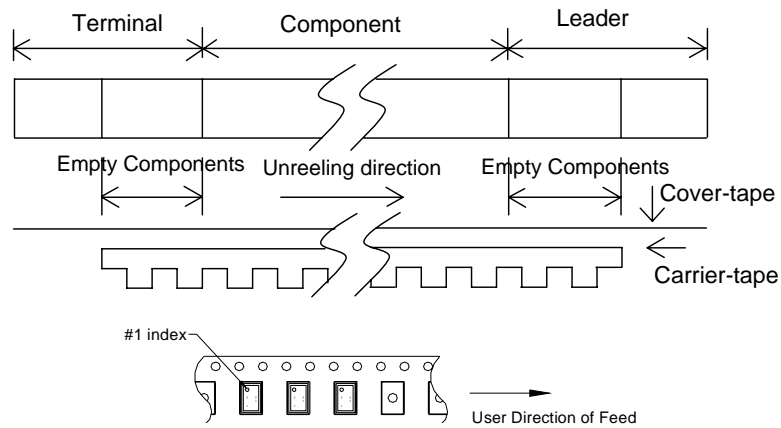 Terminal Component Leader
Empty Components Unreeling direction Empty Components
Cover-tape
Carrier-tape
#1 index
User Direction of Feed